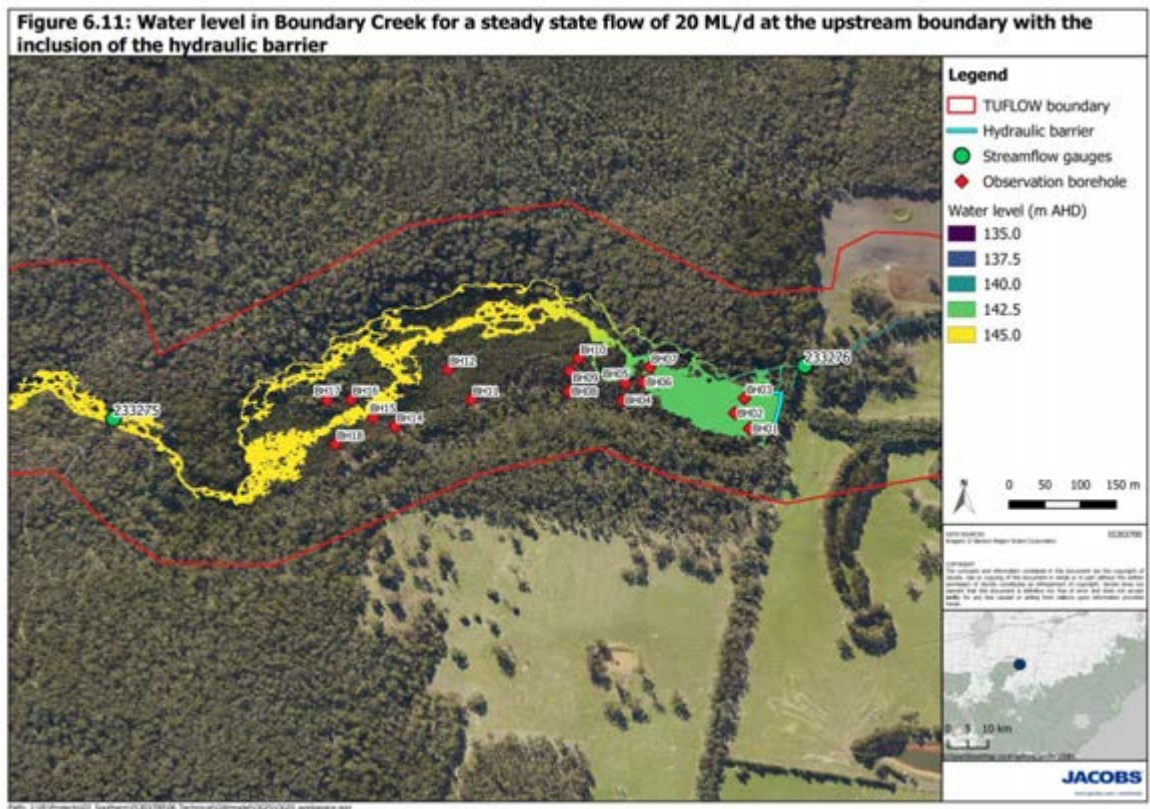 Figure 6.11: Water level in Boundary Creek for a steady state flow of 20 ML/d at the upstream boundary with the
inclusion of the hydraulic barrier
Legend
TUFLOW boundary
Hydraulic barrier
Streamflow gauges
Observation borehole
Water level (m AHD)
135.0
137.5
140.0
142.5
145.0
BH10
BH07
BH12
BH09
BH05
BH06
233276
BH08
BH04
BH03
BH17
BH16
BH11
233275
BH15
BH14
BH02
BH01
BH18
0 50 100 150 m
DATA SOURCES
COPYRIGHT
0 5 10 km
JACOBS